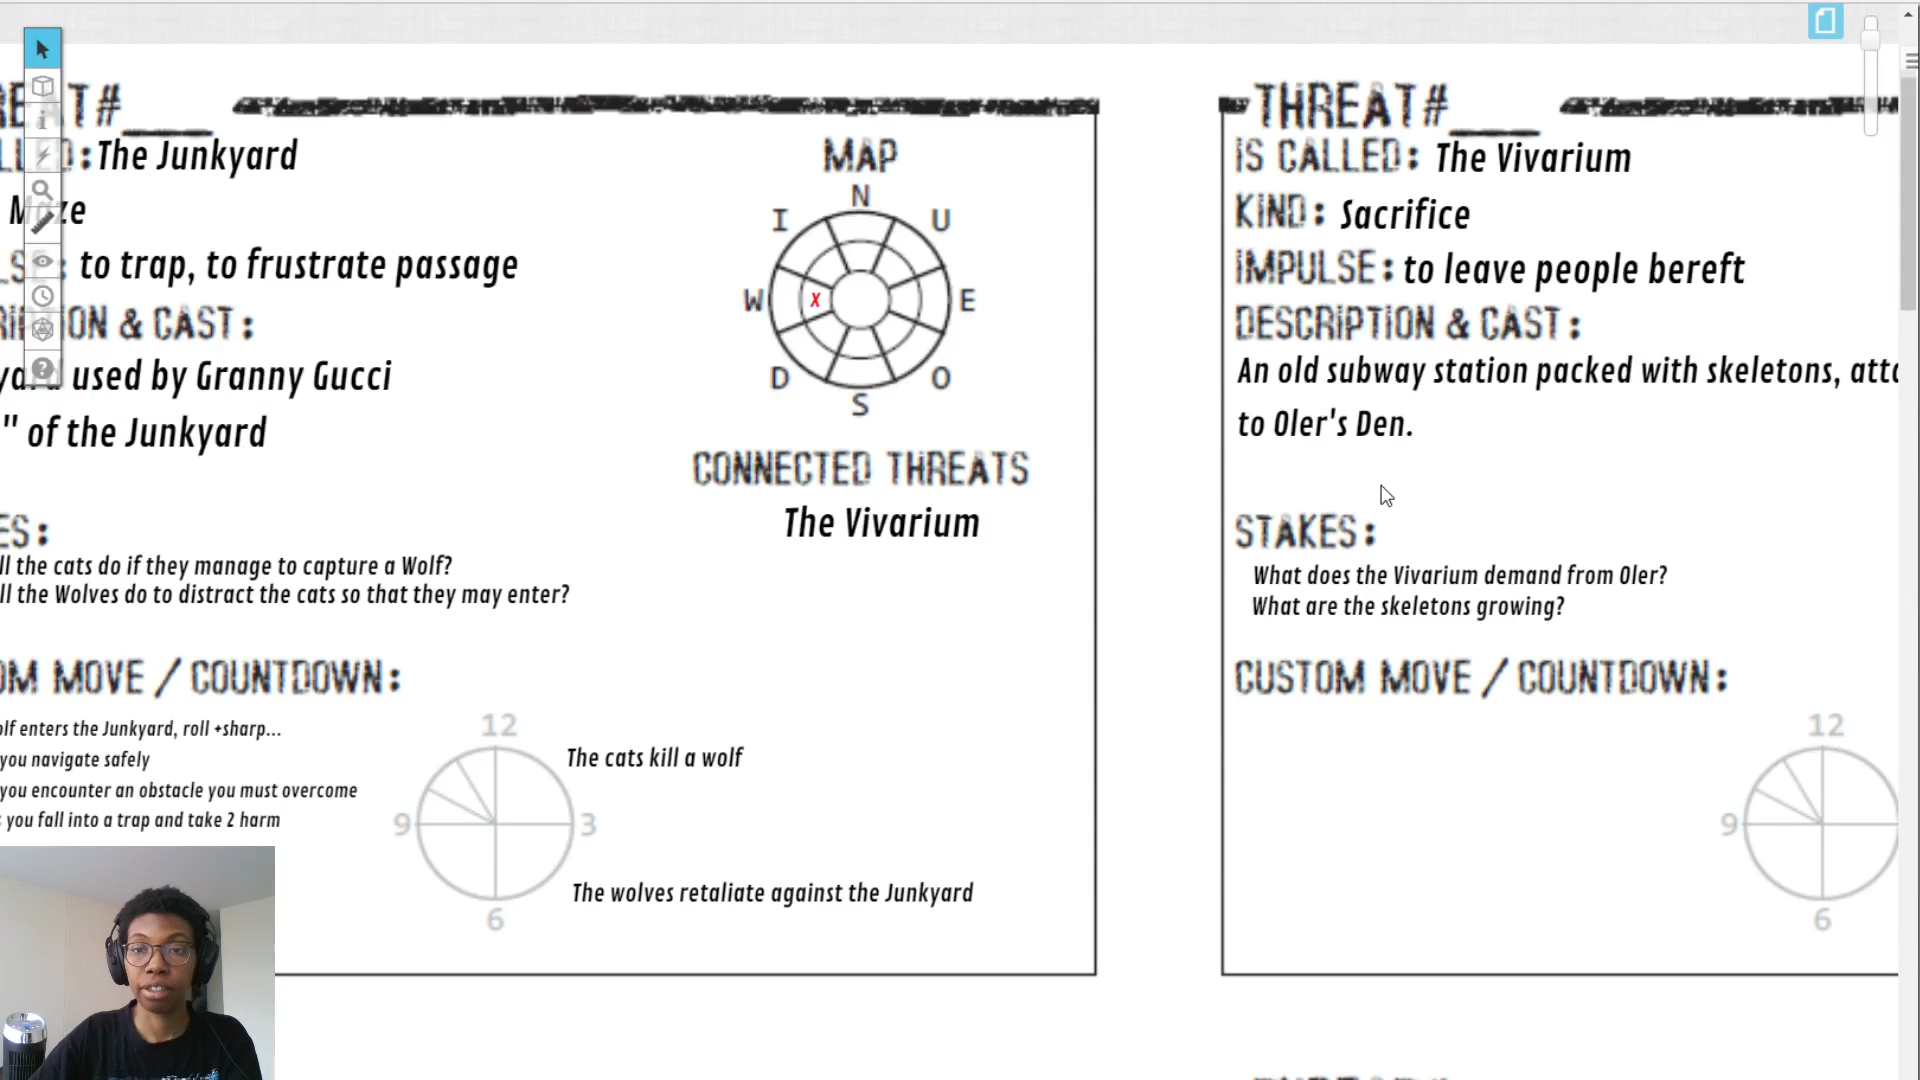 THREAT#___
The Junkyard
Maze
to trap, to frustrate passage
& CAST:
used by Granny Gucci
" of the Junkyard
the cats do if they manage to capture a Wolf?
the Wolves do to distract the cats so that they may enter?
MOVE / COUNTDOWN:
enters the Junkyard, roll +sharp...
you navigate safely
you encounter an obstacle you must overcome
you fall into a trap and take 2 harm
12
9
3
6
The cats kill a wolf
The wolves retaliate against the Junkyard
MAP
N
I
U
W
X
E
D
O
S
CONNECTED THREATS
The Vivarium
THREAT#___
IS CALLED: The Vivarium
KIND: Sacrifice
IMPULSE: to leave people bereft
DESCRIPTION & CAST:
An old subway station packed with skeletons,
to Oler's Den.
STAKES:
What does the Vivarium demand from Oler?
What are the skeletons growing?
CUSTOM MOVE / COUNTDOWN:
12
9
6